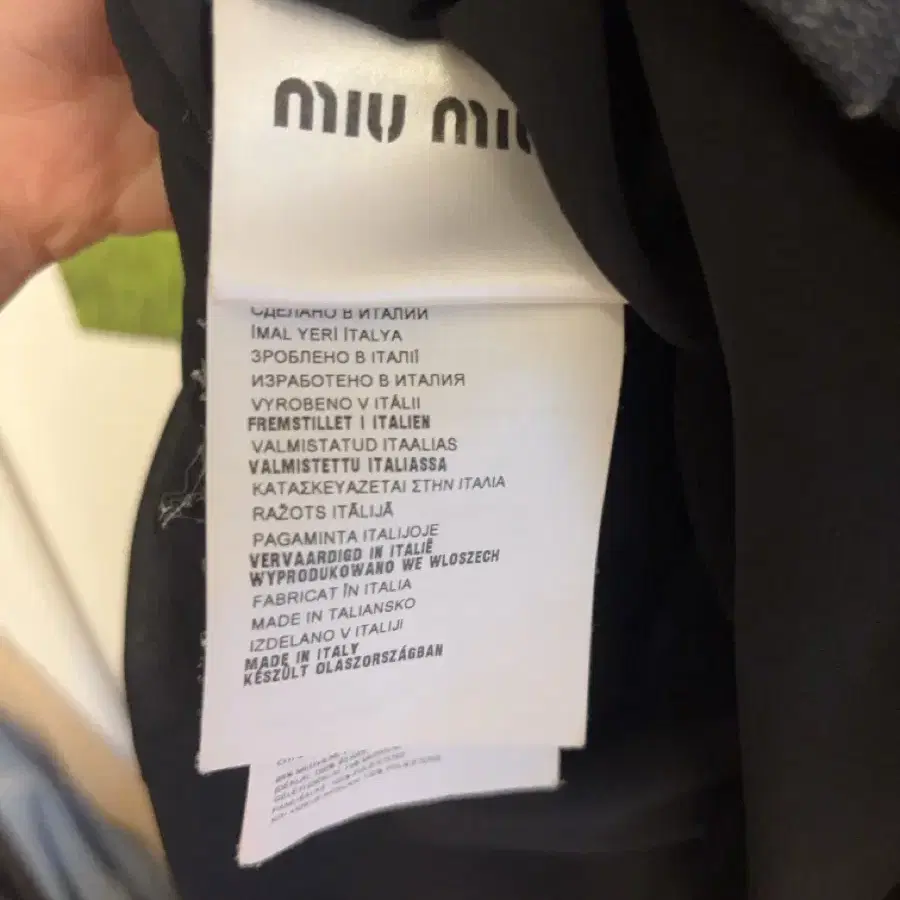 miu miu
СДЕЛАНО В ИТАЛИИ
İMAL YERİ İTALYA
ЗРОБЛЕНО В ІТАЛІЇ
ИЗРАБОТЕНО В ИТАЛИЯ
VYROBENO V ITÁLII
FREMSTILLET I ITALIEN
VALMISTATUD ITAALIAS
VALMISTETTU ITALIASSA
ΚΑΤΑΣΚΕΥΑΖΕΤΑΙ ΣΤΗΝ ΙΤΑΛΙΑ
RAŽOTS ITĀLIJĀ
PAGAMINTA ITALIJOJE
VERVAARDIGD IN ITALIË
WYPRODUKOWANO WE WLOSZECH
FABRICAT ÎN ITALIA
MADE IN TALIANSKO
IZDELANO V ITALIJI
MADE IN ITALY
KÉSZÜLT OLASZORSZÁGBAN